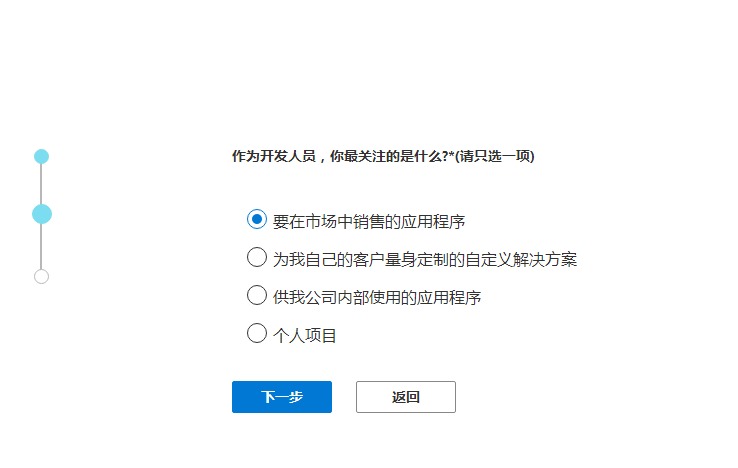 作为开发人员，你最关注的是什么?*(请只选一项)
要在市场中销售的应用程序
为我自己的客户量身定制的自定义解决方案
供我公司内部使用的应用程序
个人项目
下一步 返回